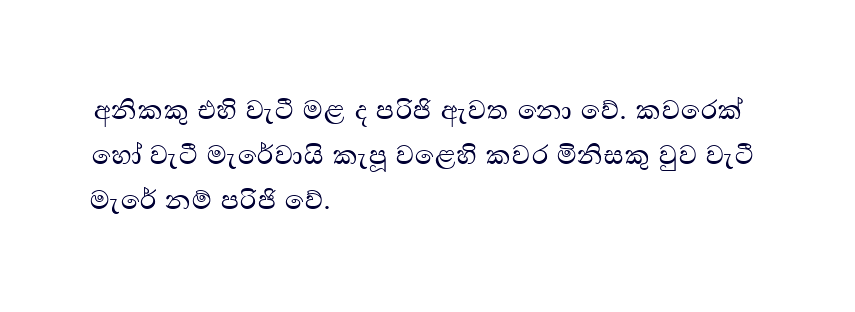 අනිකකු එහි වැටී මළ ද පරිජි ඇවත නො වේ. කවරෙක්
හෝ වැටී මැරේවායි කැපූ වළෙහි කවර මිනිසකු වුව වැටී
මැරේ නම් පරිජි වේ.